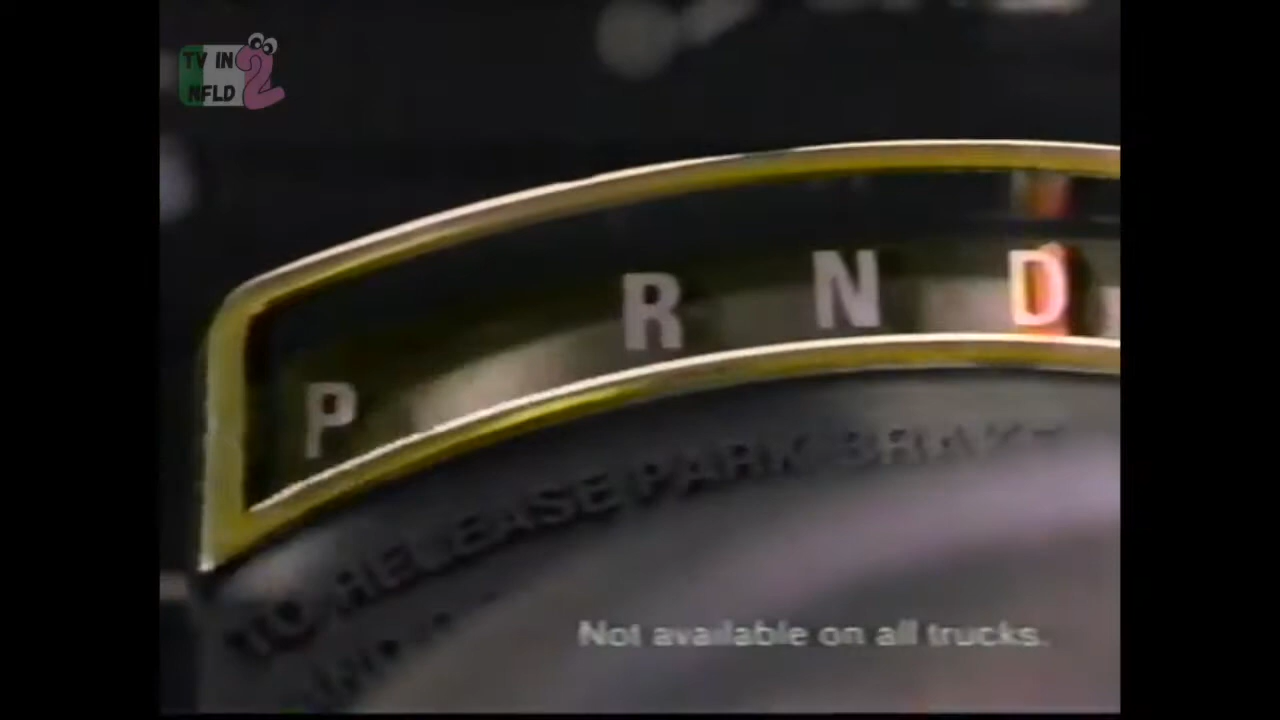 TV IN 2
NFLD
P R N D
TO RELEASE PARK BRAKE
Not available on all trucks.